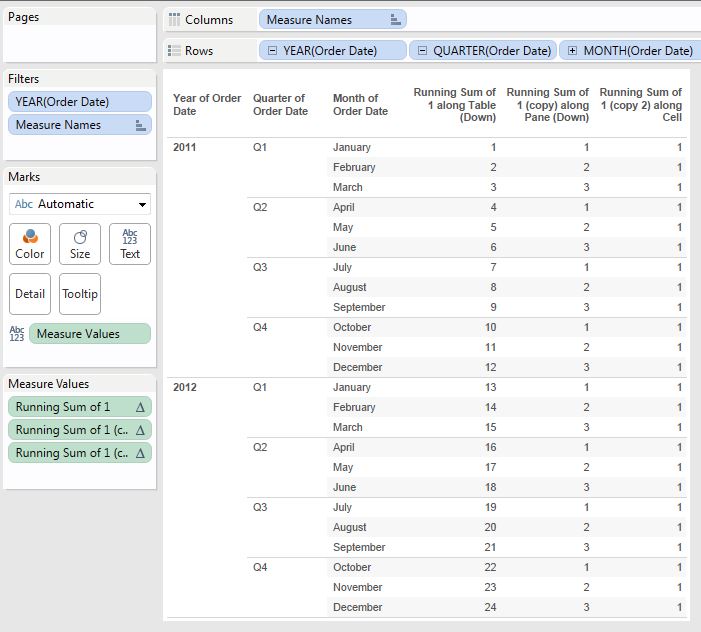 Pages
Columns Measure Names
Rows YEAR(Order Date) QUARTER(Order Date) MONTH(Order Date)
Filters
YEAR(Order Date)
Measure Names
Marks
Abc Automatic
Color Size Abc 123 Text
Detail Tooltip
Abc 123 Measure Values
Measure Values
Running Sum of 1 Δ
Running Sum of 1 (c.. Δ
Running Sum of 1 (c.. Δ
Year of Order Date Quarter of Order Date Month of Order Date Running Sum of 1 along Table (Down) Running Sum of 1 (copy) along Pane (Down) Running Sum of 1 (copy 2) along Cell
2011 Q1 January 1 1 1
February 2 2 1
March 3 3 1
Q2 April 4 1 1
May 5 2 1
June 6 3 1
Q3 July 7 1 1
August 8 2 1
September 9 3 1
Q4 October 10 1 1
November 11 2 1
December 12 3 1
2012 Q1 January 13 1 1
February 14 2 1
March 15 3 1
Q2 April 16 1 1
May 17 2 1
June 18 3 1
Q3 July 19 1 1
August 20 2 1
September 21 3 1
Q4 October 22 1 1
November 23 2 1
December 24 3 1